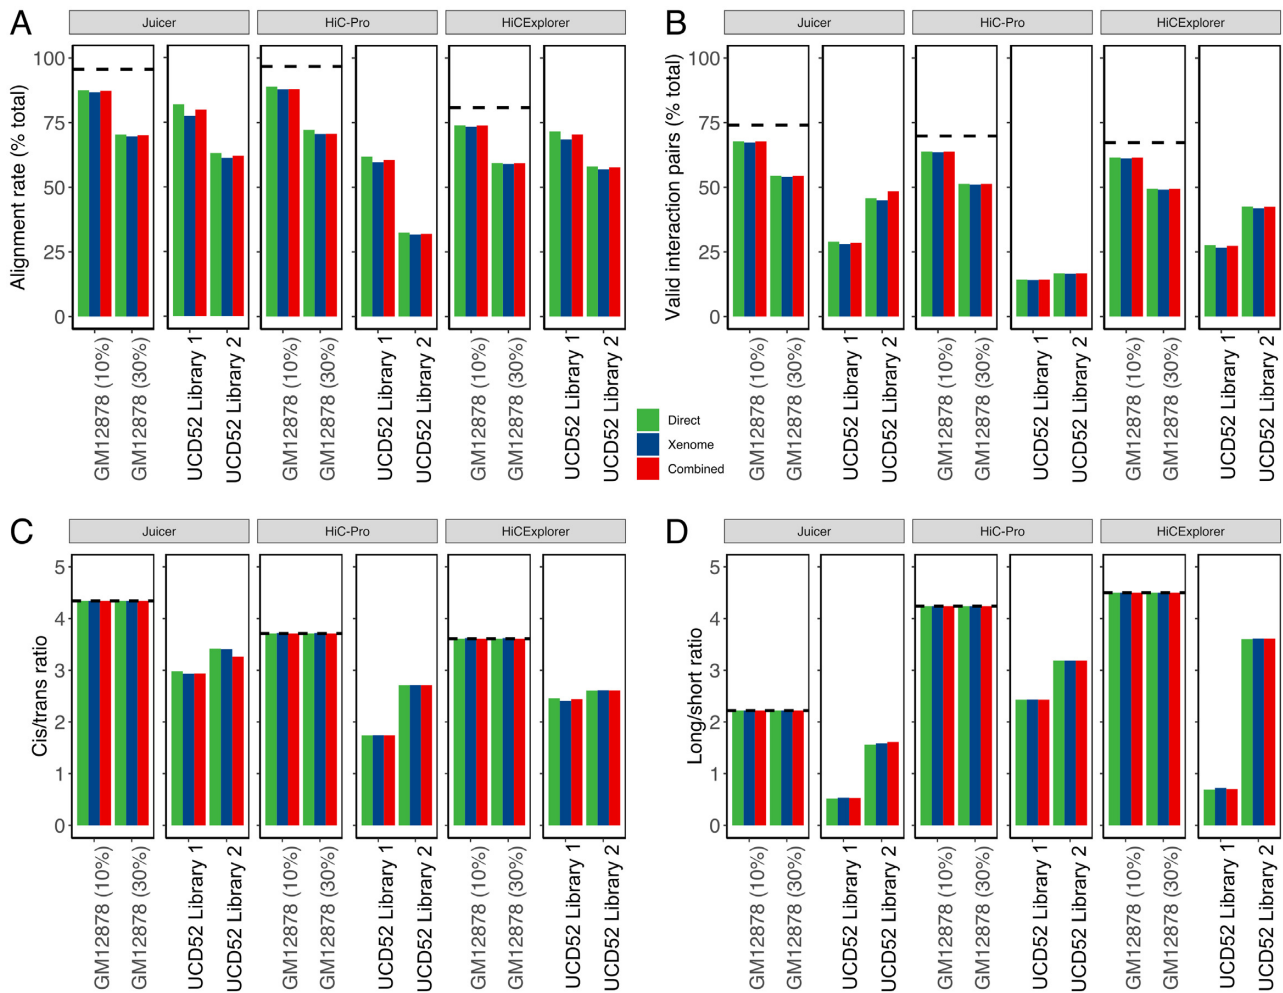 A
Juicer
HiC-Pro
HiCExplorer
Alignment rate (% total)
100
75
50
25
0
GM12878 (10%)
GM12878 (30%)
UCD52 Library 1
UCD52 Library 2
GM12878 (10%)
GM12878 (30%)
UCD52 Library 1
UCD52 Library 2
GM12878 (10%)
GM12878 (30%)
UCD52 Library 1
UCD52 Library 2
B
Juicer
HiC-Pro
HiCExplorer
Valid interaction pairs (% total)
100
75
50
25
0
GM12878 (10%)
GM12878 (30%)
UCD52 Library 1
UCD52 Library 2
GM12878 (10%)
GM12878 (30%)
UCD52 Library 1
UCD52 Library 2
GM12878 (10%)
GM12878 (30%)
UCD52 Library 1
UCD52 Library 2
Direct
Xenome
Combined
C
Juicer
HiC-Pro
HiCExplorer
Cis/trans ratio
5
4
3
2
1
0
GM12878 (10%)
GM12878 (30%)
UCD52 Library 1
UCD52 Library 2
GM12878 (10%)
GM12878 (30%)
UCD52 Library 1
UCD52 Library 2
GM12878 (10%)
GM12878 (30%)
UCD52 Library 1
UCD52 Library 2
D
Juicer
HiC-Pro
HiCExplorer
Long/short ratio
5
4
3
2
1
0
GM12878 (10%)
GM12878 (30%)
UCD52 Library 1
UCD52 Library 2
GM12878 (10%)
GM12878 (30%)
UCD52 Library 1
UCD52 Library 2
GM12878 (10%)
GM12878 (30%)
UCD52 Library 1
UCD52 Library 2